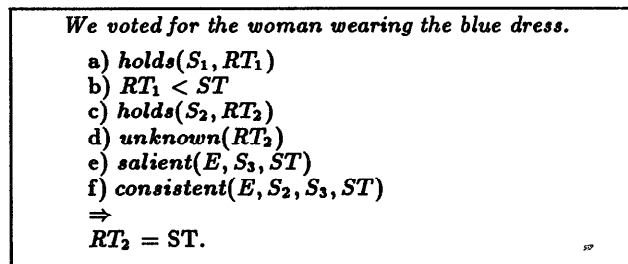 We voted for the woman wearing the blue dress.
a) holds(S₁, RT₁)
b) RT₁ < ST
c) holds(S₂, RT₂)
d) unknown(RT₂)
e) salient(E, S₃, ST)
f) consistent(E, S₂, S₃, ST)
⇒
RT₂ = ST.